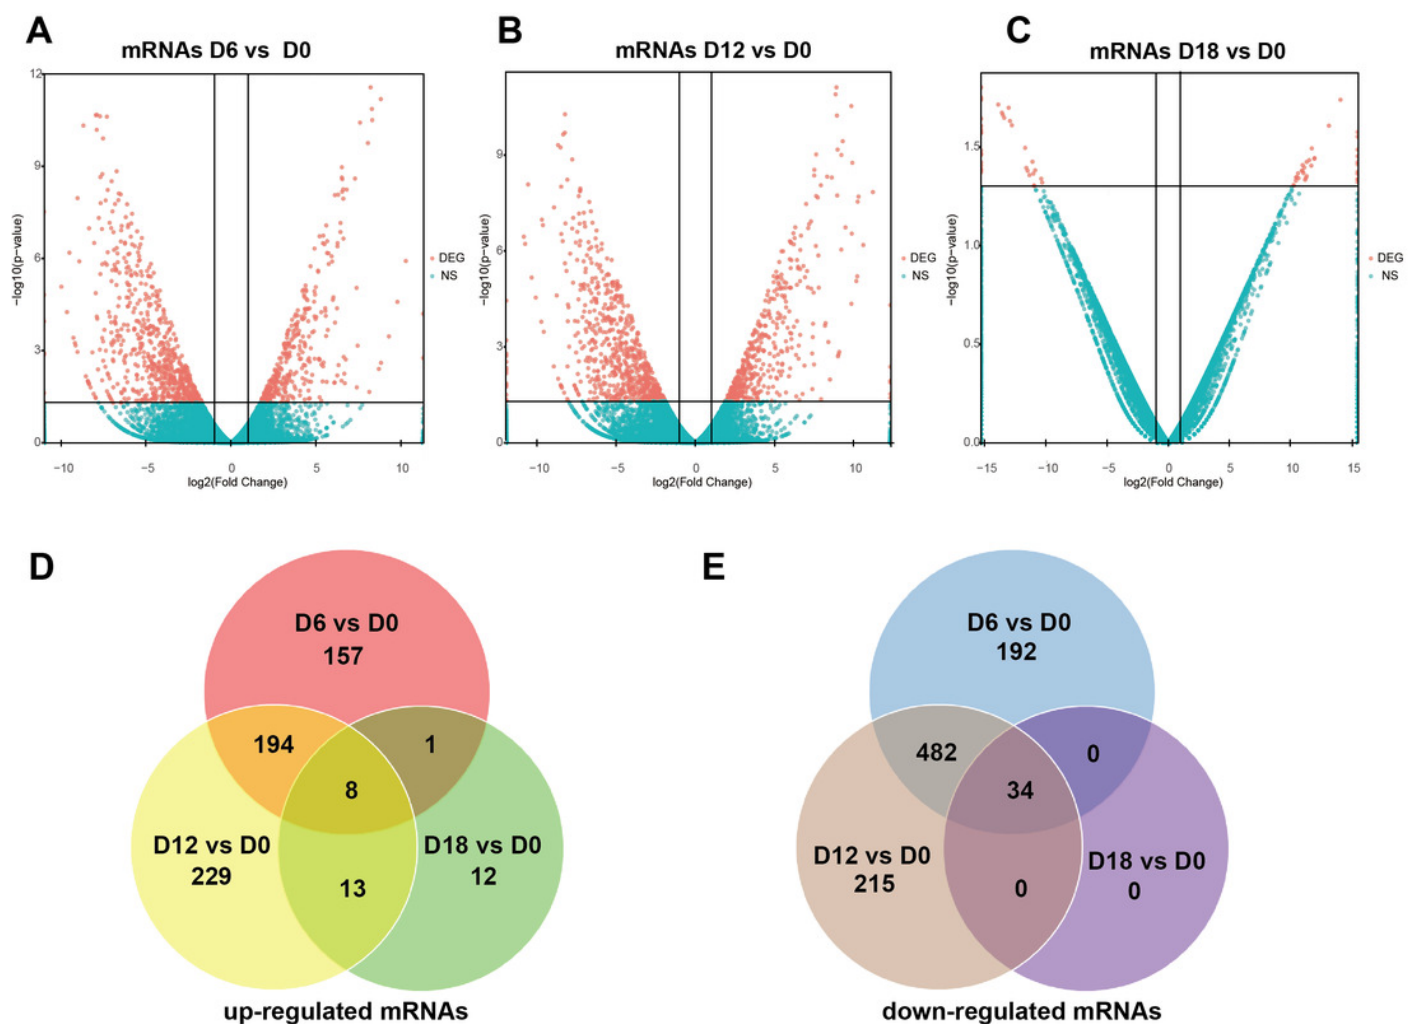 A
mRNAs D6 vs D0
12
9
6
3
0
−10
−5
0
5
10
−log10(p−value)
log2(Fold Change)
DEG
NS
B
mRNAs D12 vs D0
9
6
3
0
−10
−5
0
5
10
−log10(p−value)
log2(Fold Change)
DEG
NS
C
mRNAs D18 vs D0
1.5
1.0
0.5
0.0
−15
−10
−5
0
5
10
15
−log10(p−value)
log2(Fold Change)
DEG
NS
D
D6 vs D0
157
194
1
8
D12 vs D0
229
D18 vs D0
12
13
up-regulated mRNAs
E
D6 vs D0
192
482
0
34
D12 vs D0
215
D18 vs D0
0
0
down-regulated mRNAs